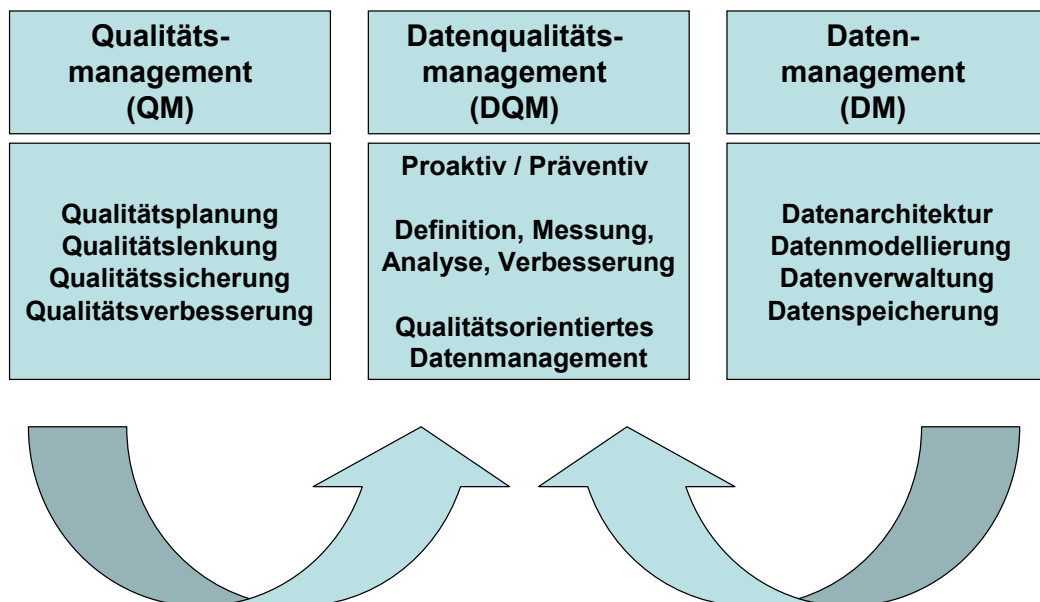 Qualitäts-
management
(QM)
Qualitätsplanung
Qualitätslenkung
Qualitätssicherung
Qualitätsverbesserung
Datenqualitäts-
management
(DQM)
Proaktiv / Präventiv
Definition, Messung,
Analyse, Verbesserung
Qualitätsorientiertes
Datenmanagement
Daten-
management
(DM)
Datenarchitektur
Datenmodellierung
Datenverwaltung
Datenspeicherung